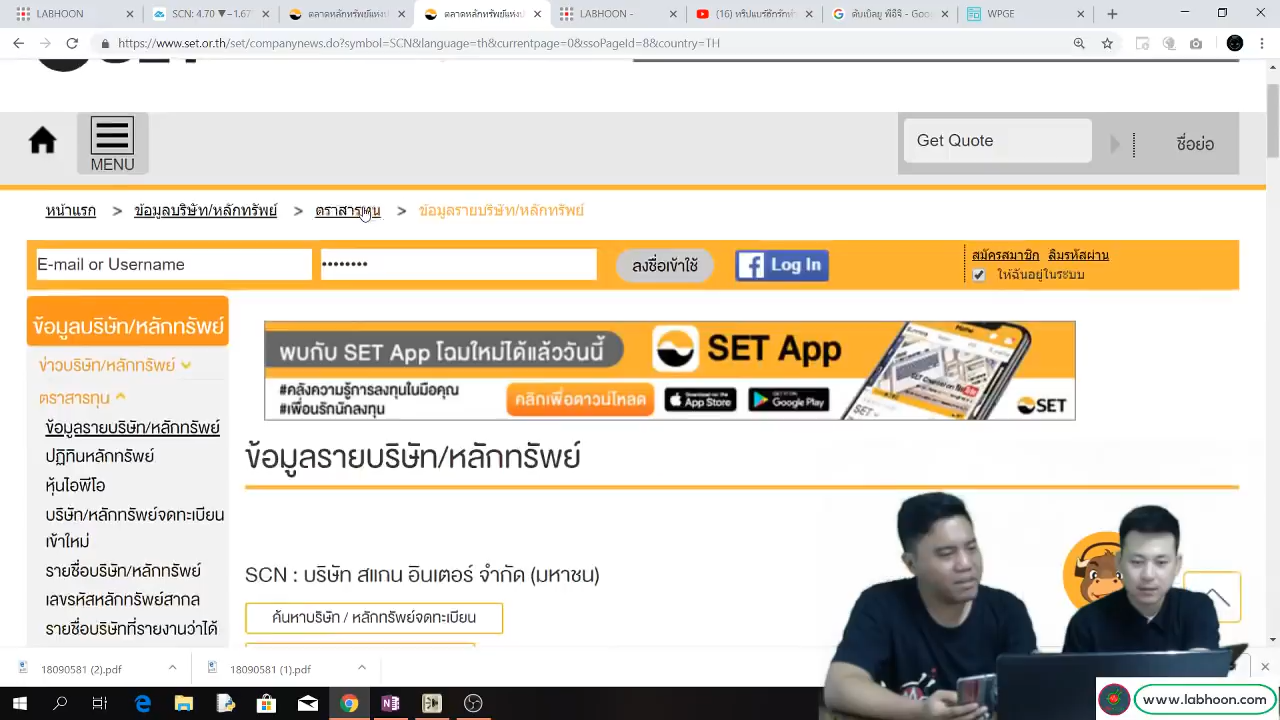 LABHOON
SCN: 4.70 ▼-1.67
ตลาดหลักทรัพย์แห่งป
ตลาดหลักทรัพย์แห่งป
LABHOON -
WPGE
https://www.set.or.th/set/companynews.do?symbol=SCN&language=th&currentpage=0&ssoPageId=8&country=TH
MENU
Get Quote
ชื่อย่อ
หน้าแรก > ข้อมูลบริษัท/หลักทรัพย์ > ตราสารทุน > ข้อมูลรายบริษัท/หลักทรัพย์
E-mail or Username
••••••••
ลงชื่อเข้าใช้
Log In
สมัครสมาชิก ลืมรหัสผ่าน
ให้ฉันอยู่ในระบบ
ข้อมูลบริษัท/หลักทรัพย์
ข่าวบริษัท/หลักทรัพย์
ตราสารทุน
ข้อมูลรายบริษัท/หลักทรัพย์
ปฏิทินหลักทรัพย์
หุ้นไอพีโอ
บริษัท/หลักทรัพย์จดทะเบียน
เข้าใหม่
รายชื่อบริษัท/หลักทรัพย์
เลขรหัสหลักทรัพย์สากล
รายชื่อบริษัทที่รายงานว่าได้
พบกับ SET App โฉมใหม่ได้แล้ววันนี้
SET App
#คลังความรู้การลงทุนในมือคุณ
#เพื่อนรักนักลงทุน
คลิกเพื่อดาวน์โหลด
App Store
Google Play
SET
ข้อมูลรายบริษัท/หลักทรัพย์
SCN : บริษัท สแกน อินเตอร์ จำกัด (มหาชน)
ค้นหาบริษัท / หลักทรัพย์จดทะเบียน
18090581 (2).pdf
18090581 (1).pdf
www.labhoon.com